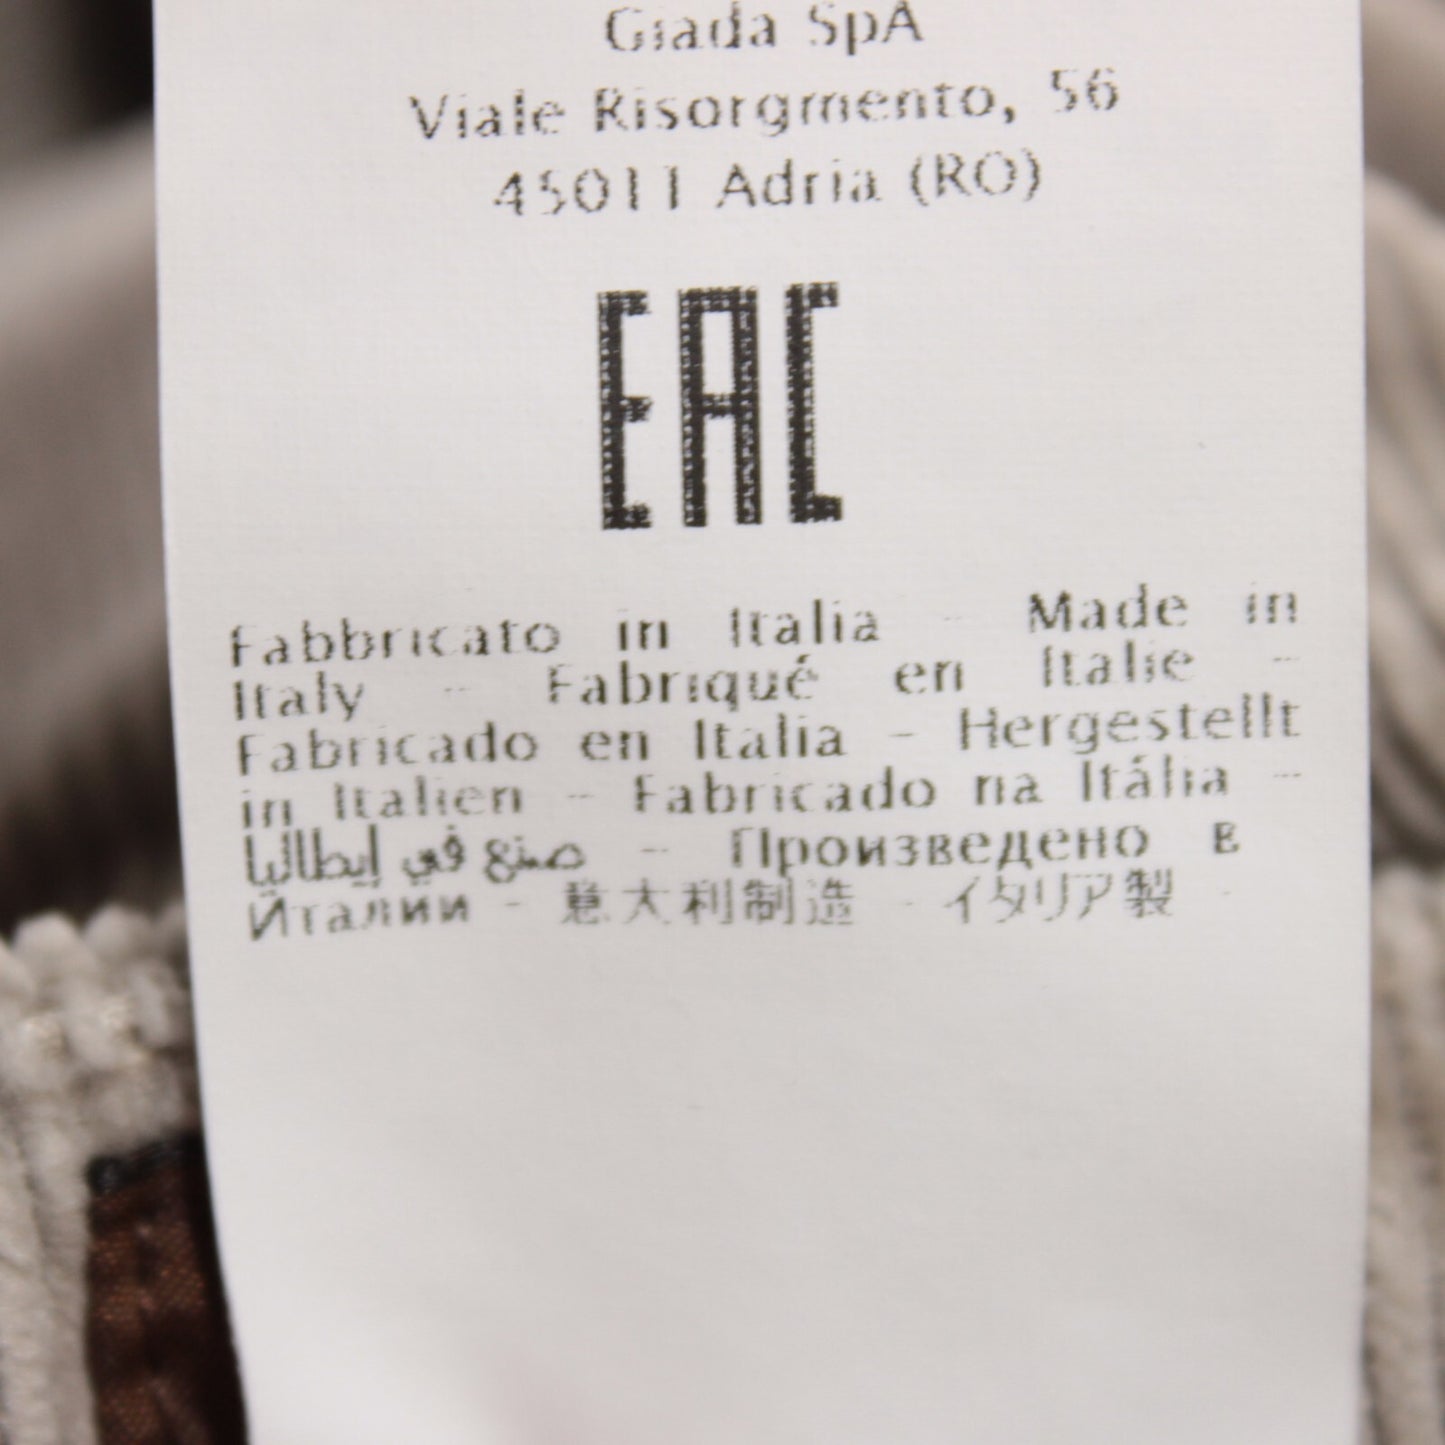 Giada SpA
Viale Risorgmento, 56
45011 Adria (RO)
EAC
Fabbricato in Italia - Made in
Italy - Fabriqué en Italie -
Fabricado en Italia - Hergestellt
in Italien - Fabricado na Itália -
صنع في إيطاليا - Произведено в
Италии - 意大利制造 - イタリア製 -